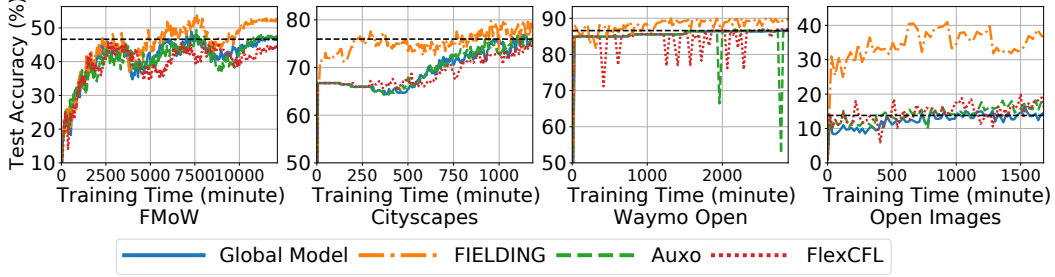 Test Accuracy (%)
50
40
30
20
10
0
2500
5000
7500
10000
Training Time (minute)
FMoW
80
70
60
50
0
250
500
750
1000
Training Time (minute)
Cityscapes
90
80
70
60
50
0
1000
2000
Training Time (minute)
Waymo Open
40
30
20
10
0
0
500
1000
1500
Training Time (minute)
Open Images
Global Model
FIELDING
Auxo
FlexCFL